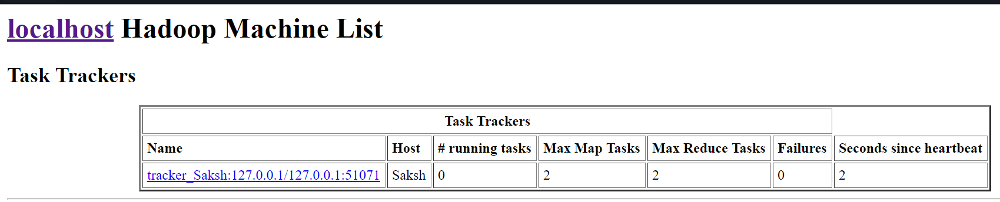 localhost Hadoop Machine List
Task Trackers
Task Trackers
Name Host # running tasks Max Map Tasks Max Reduce Tasks Failures Seconds since heartbeat
tracker_Saksh:127.0.0.1/127.0.0.1:51071 Saksh 0 2 2 0 2